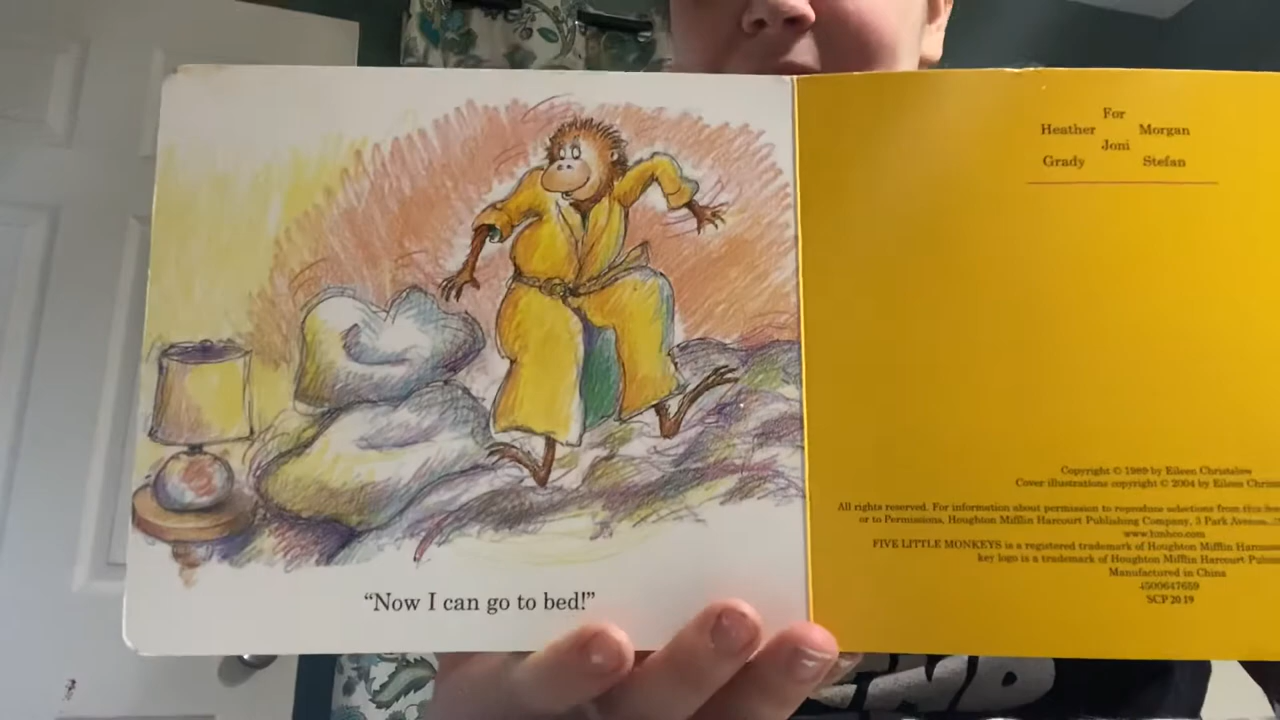 “Now I can go to bed!”
For
Heather Morgan
Joni
Grady Stefan
Copyright © 1989 by Eileen Christelow
Cover illustrations copyright © 2004 by Eileen
All rights reserved. For information about permission to reproduce selections from
or to Permissions, Houghton Mifflin Harcourt Publishing Company, 3 Park
www.hmhco.com
FIVE LITTLE MONKEYS is a registered trademark of Houghton Mifflin
key logo is a trademark of Houghton Mifflin Harcourt
Manufactured in China
4500647659
SCP 20 19
END